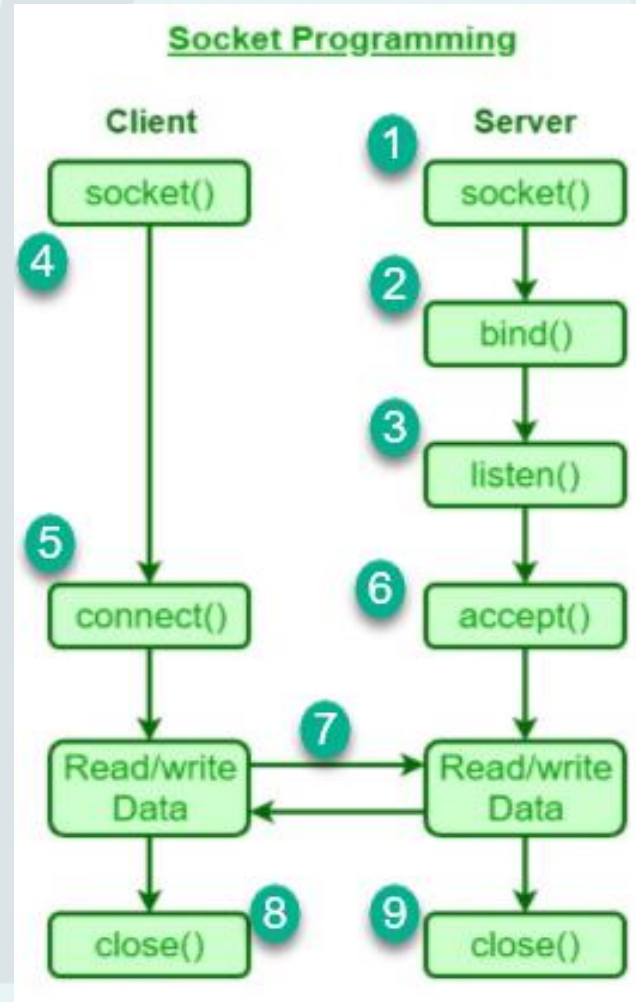 Socket Programming
Client Server
1
socket() socket()
4
2
bind()
3
listen()
5
6
connect() accept()
7
Read/write Read/write
Data Data
8 9
close() close()